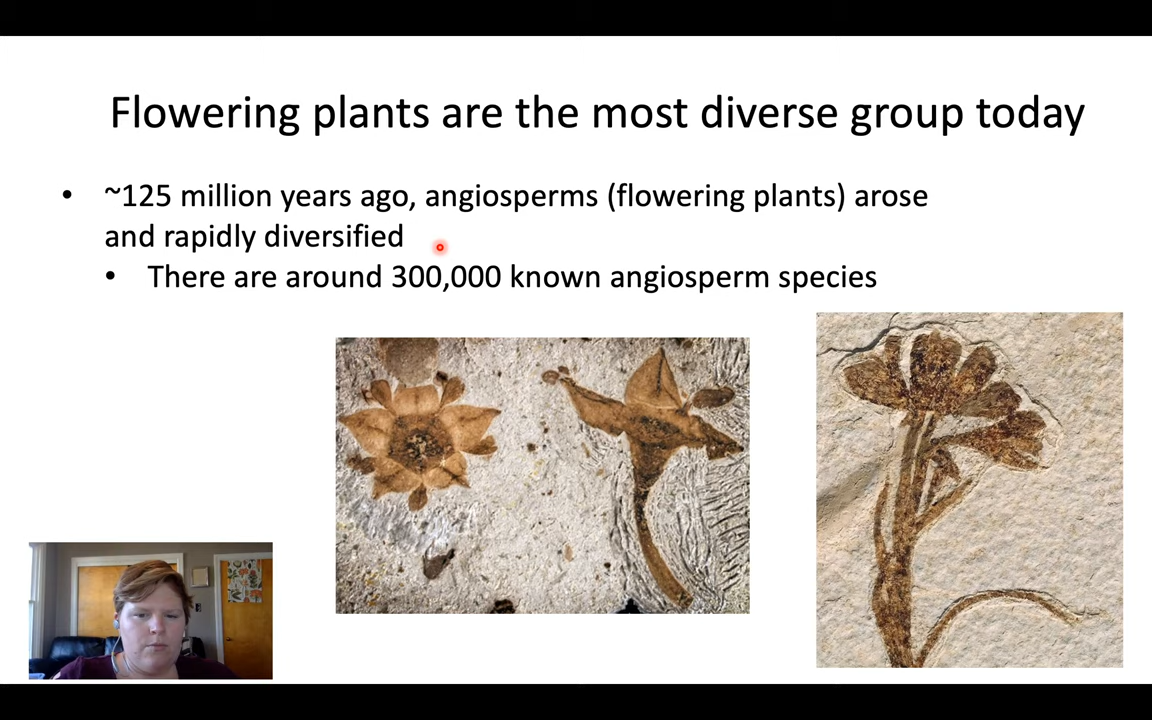 Flowering plants are the most diverse group today
• ~125 million years ago, angiosperms (flowering plants) arose
and rapidly diversified
• There are around 300,000 known angiosperm species